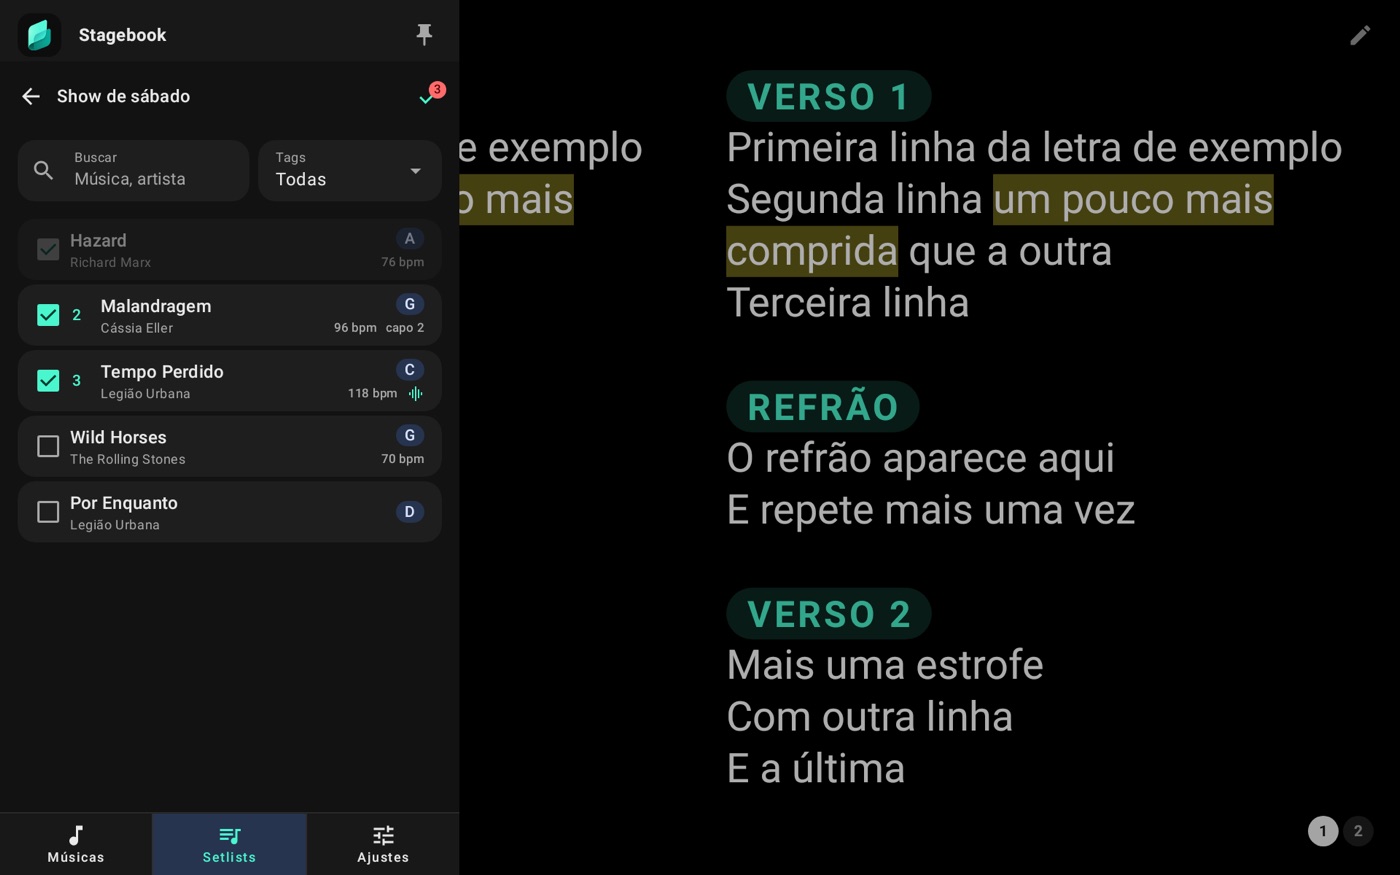 Stagebook
Show de sábado
3
Buscar
Música, artista
Tags
Todas
Hazard
A
Richard Marx
76 bpm
2
Malandragem
G
Cássia Eller
96 bpm capo 2
3
Tempo Perdido
C
Legião Urbana
118 bpm
Wild Horses
G
The Rolling Stones
70 bpm
Por Enquanto
D
Legião Urbana
Músicas
Setlists
Ajustes
e exemplo
o mais
VERSO 1
Primeira linha da letra de exemplo
Segunda linha um pouco mais
comprida que a outra
Terceira linha
REFRÃO
O refrão aparece aqui
E repete mais uma vez
VERSO 2
Mais uma estrofe
Com outra linha
E a última
1
2